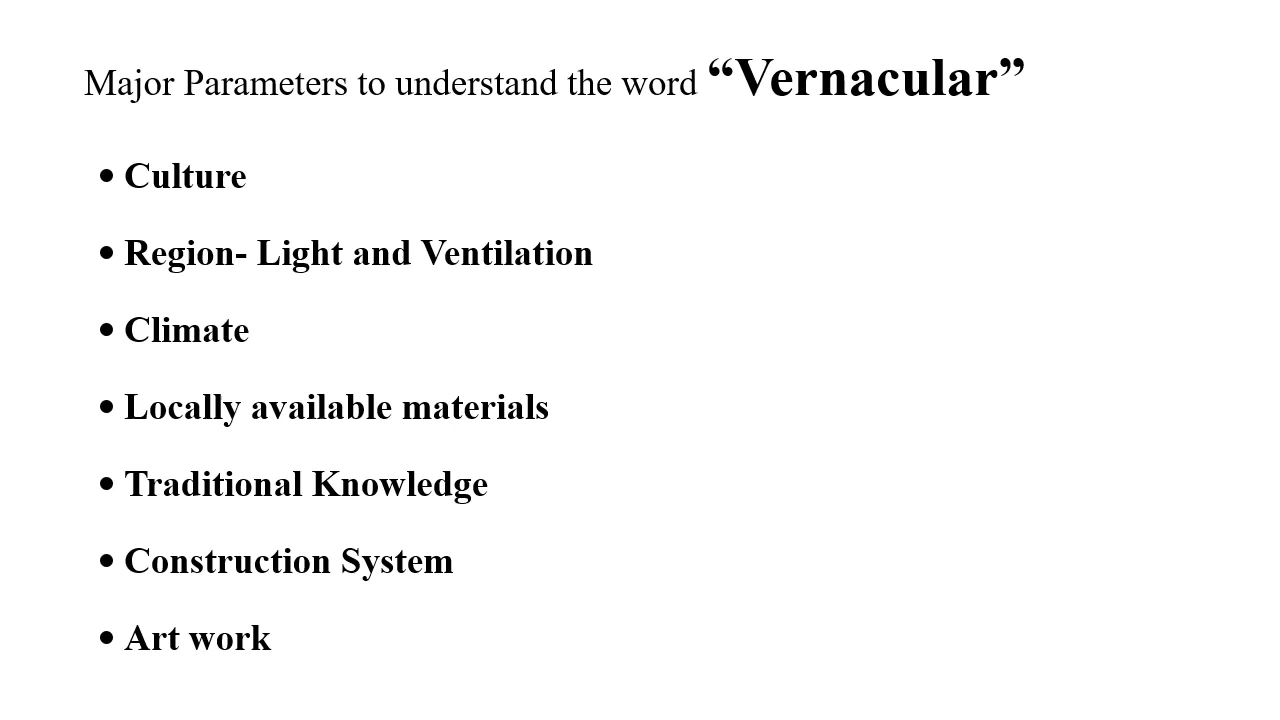 Major Parameters to understand the word “Vernacular”
• Culture
• Region- Light and Ventilation
• Climate
• Locally available materials
• Traditional Knowledge
• Construction System
• Art work